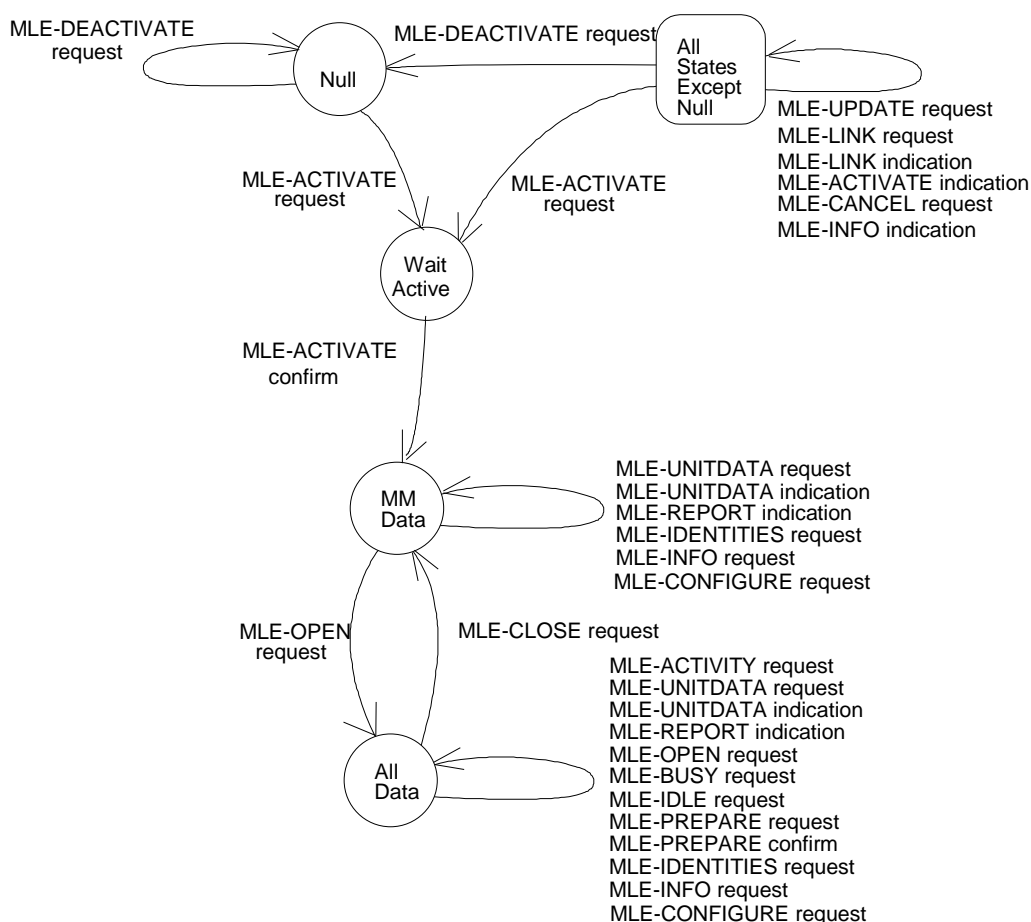 MLE-DEACTIVATE
request
Null
MLE-DEACTIVATE request
All
States
Except
Null
MLE-UPDATE request
MLE-LINK request
MLE-LINK indication
MLE-ACTIVATE indication
MLE-CANCEL request
MLE-INFO indication
MLE-ACTIVATE
request
MLE-ACTIVATE
request
Wait
Active
MLE-ACTIVATE
confirm
MM
Data
MLE-UNITDATA request
MLE-UNITDATA indication
MLE-REPORT indication
MLE-IDENTITIES request
MLE-INFO request
MLE-CONFIGURE request
MLE-OPEN
request
MLE-CLOSE request
All
Data
MLE-ACTIVITY request
MLE-UNITDATA request
MLE-UNITDATA indication
MLE-REPORT indication
MLE-OPEN request
MLE-BUSY request
MLE-IDLE request
MLE-PREPARE request
MLE-PREPARE confirm
MLE-IDENTITIES request
MLE-INFO request
MLE-CONFIGURE request